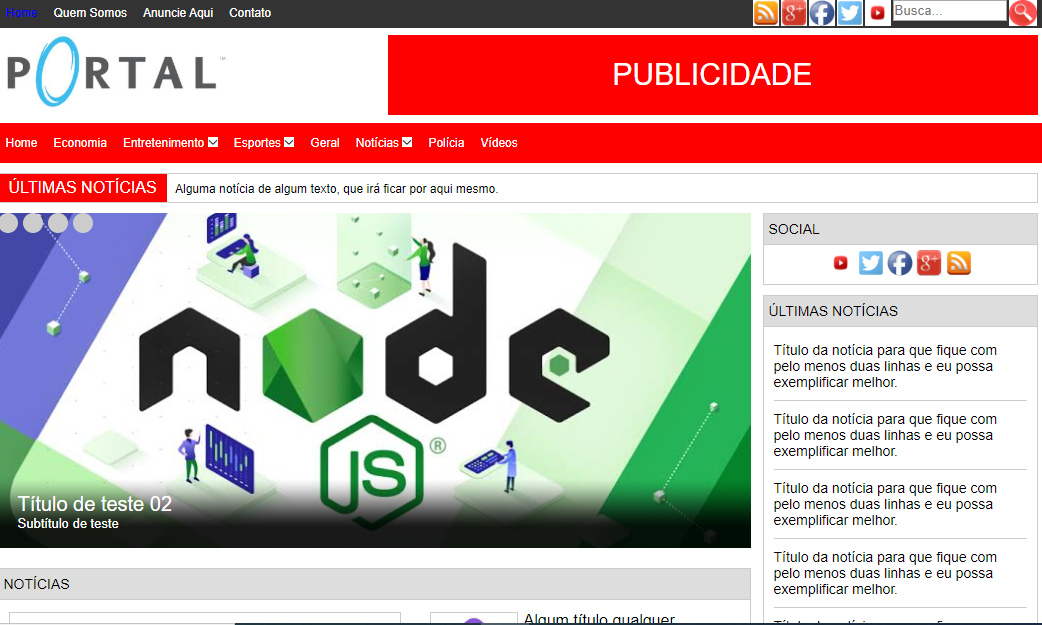 Home Quem Somos Anuncie Aqui Contato
Busca...
PORTAL™
PUBLICIDADE
Home Economia Entretenimento Esportes Geral Notícias Polícia Vídeos
ÚLTIMAS NOTÍCIAS
Alguma notícia de algum texto, que irá ficar por aqui mesmo.
node
JS®
Título de teste 02
Subtítulo de teste
NOTÍCIAS
Algum título qualquer
SOCIAL
ÚLTIMAS NOTÍCIAS
Título da notícia para que fique com
pelo menos duas linhas e eu possa
exemplificar melhor.
Título da notícia para que fique com
pelo menos duas linhas e eu possa
exemplificar melhor.
Título da notícia para que fique com
pelo menos duas linhas e eu possa
exemplificar melhor.
Título da notícia para que fique com
pelo menos duas linhas e eu possa
exemplificar melhor.